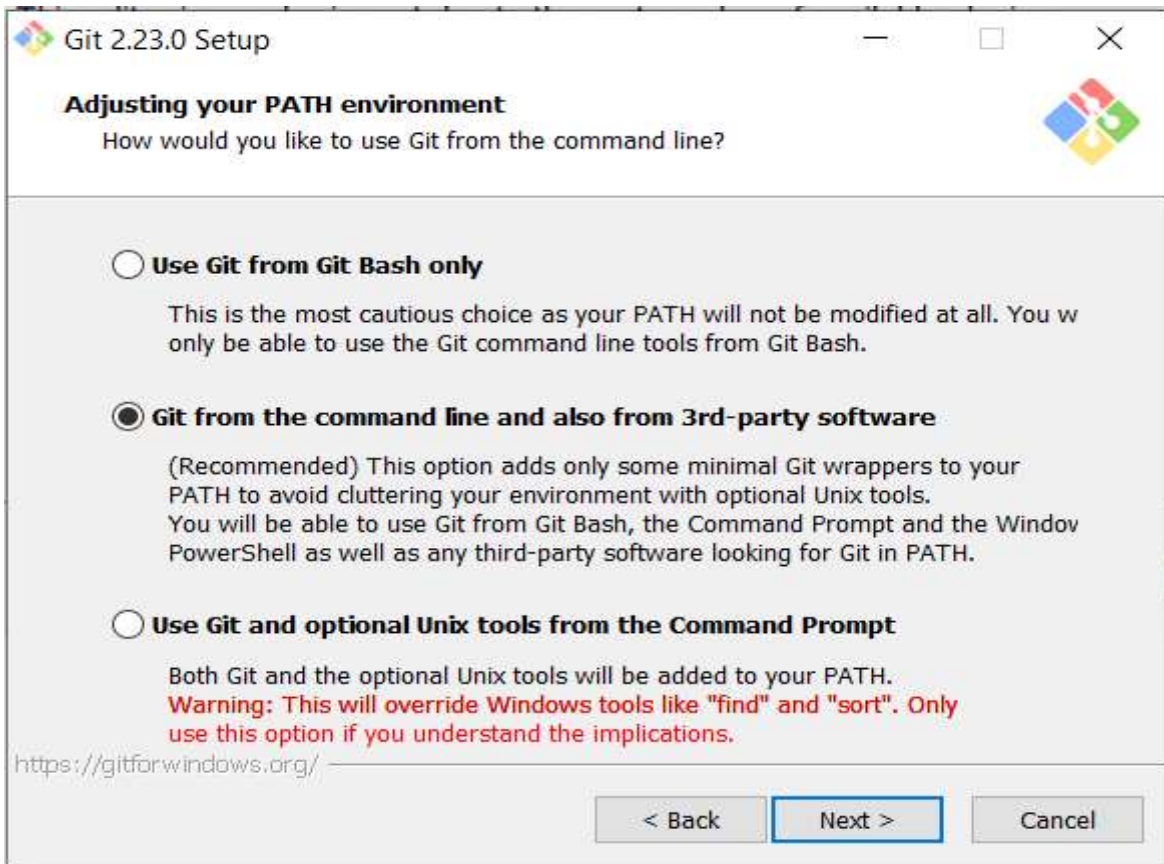 Git 2.23.0 Setup
Adjusting your PATH environment
How would you like to use Git from the command line?
Use Git from Git Bash only
This is the most cautious choice as your PATH will not be modified at all. You w
only be able to use the Git command line tools from Git Bash.
Git from the command line and also from 3rd-party software
(Recommended) This option adds only some minimal Git wrappers to your
PATH to avoid cluttering your environment with optional Unix tools.
You will be able to use Git from Git Bash, the Command Prompt and the Window
PowerShell as well as any third-party software looking for Git in PATH.
Use Git and optional Unix tools from the Command Prompt
Both Git and the optional Unix tools will be added to your PATH.
Warning: This will override Windows tools like "find" and "sort". Only
use this option if you understand the implications.
https://gitforwindows.org/
< Back Next > Cancel